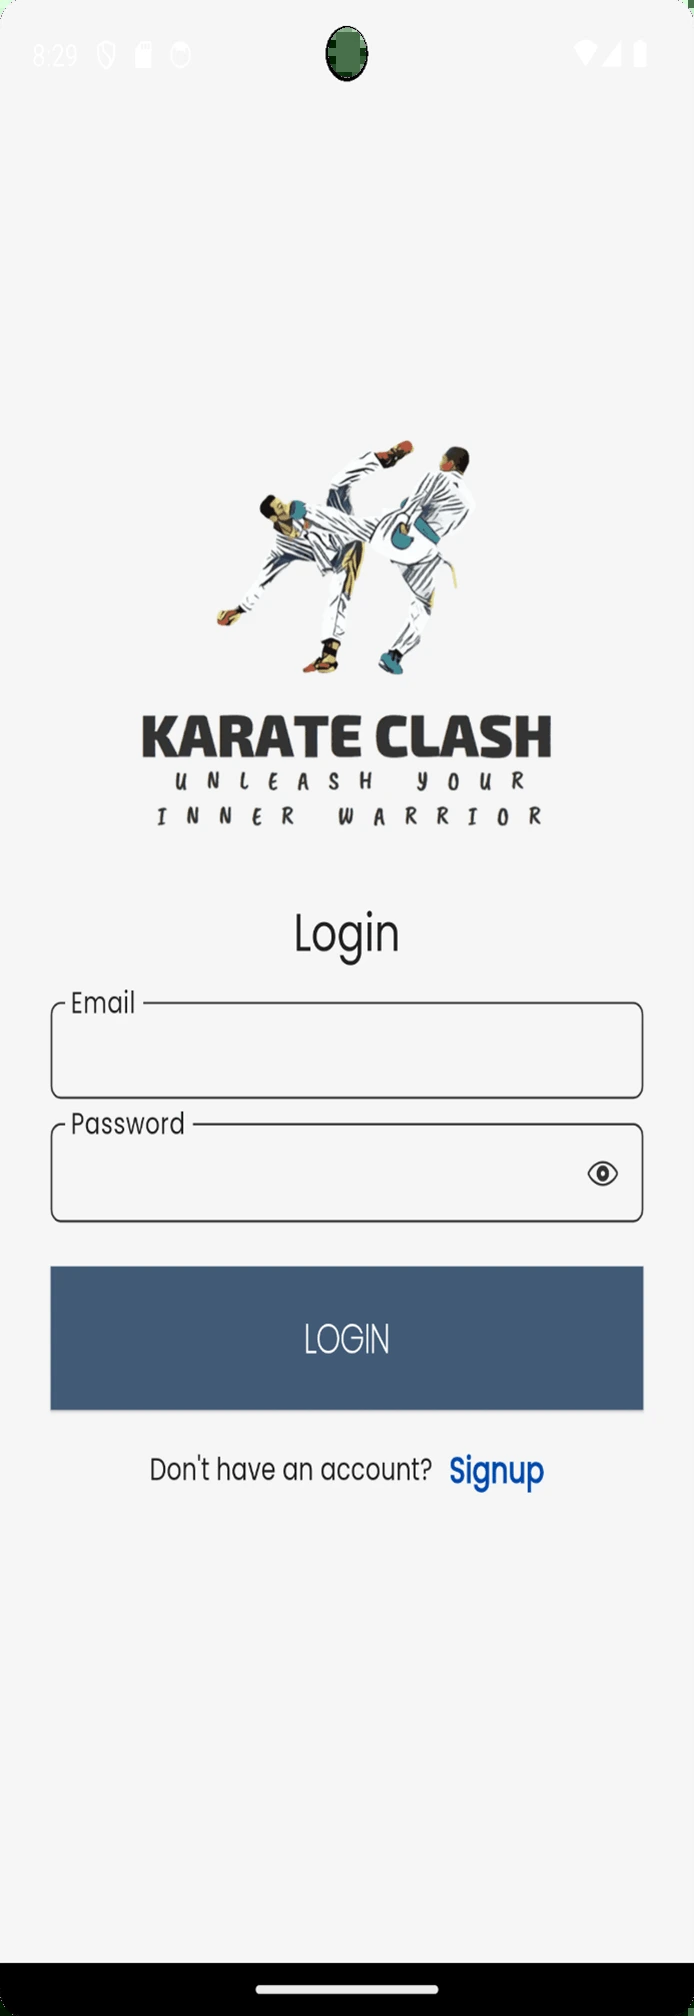 8:29
KARATE CLASH
UNLEASH YOUR
INNER WARRIOR
Login
Email
Password
LOGIN
Don't have an account? Signup